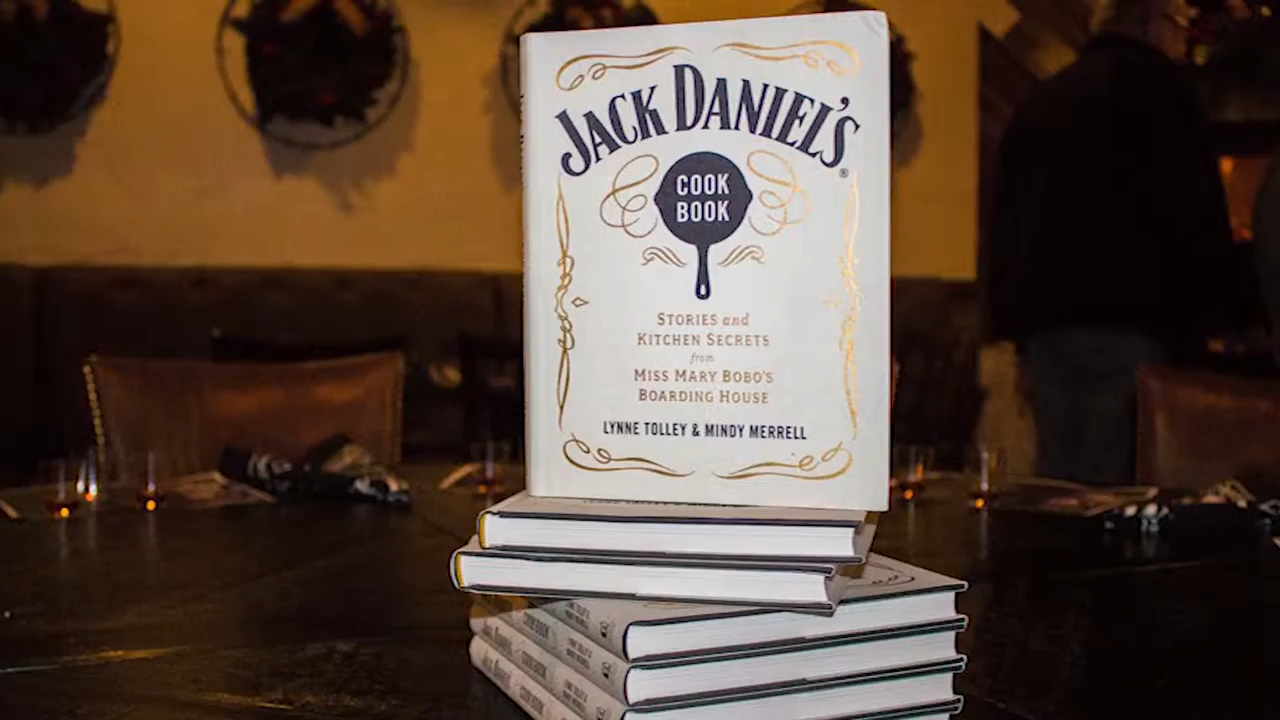 JACK DANIEL'S®
COOK
BOOK
STORIES and
KITCHEN SECRETS
from
MISS MARY BOBO'S
BOARDING HOUSE
LYNNE TOLLEY & MINDY MERRELL